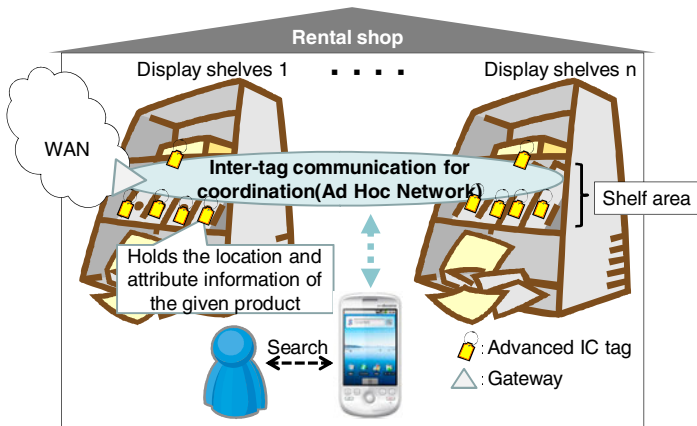 Rental shop
Display shelves 1
. . . .
Display shelves n
WAN
Inter-tag communication for
coordination(Ad Hoc Network)
Shelf area
Holds the location and
attribute information of
the given product
Search
: Advanced IC tag
: Gateway